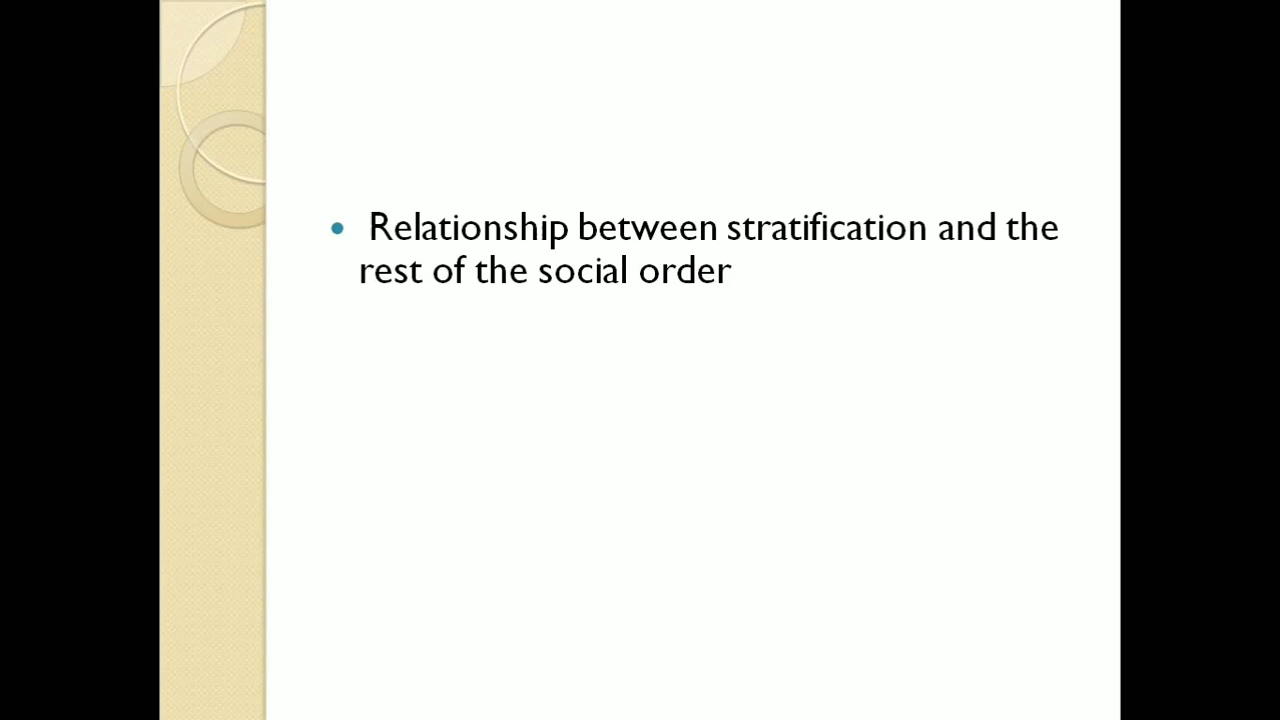 • Relationship between stratification and the
rest of the social order